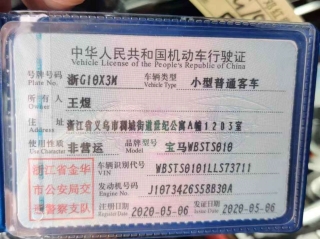 中华人民共和国机动车行驶证
Vehicle License of the People's Republic of China
号牌号码 浙G10X3M 车辆类型 小型普通客车
Plate No. Vehicle Type
所有人 王煜
Owner
住址 浙江省义乌市稠城街道世纪公寓A幢1203室
Address
使用性质 非营运 品牌型号 宝马WBSTS010
Use Character Model
浙江省金华 车辆识别代号 WBSTS0101LLS73711
VIN
市公安局交 发动机号码 J1073426S58B30A
Engine No.
通警察支队 注册日期 2020-05-06 发证日期 2020-05-06
Register Date Issue Date